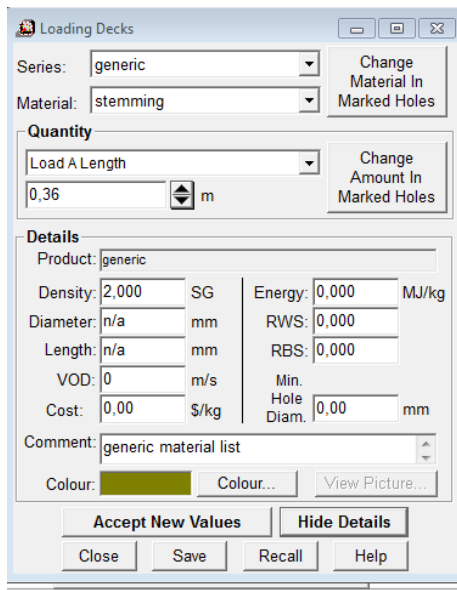 Loading Decks
Series: generic
Change
Material In
Marked Holes
Material: stemming
Quantity
Load A Length
Change
Amount In
Marked Holes
0,36 m
Details
Product: generic
Density: 2,000 SG Energy: 0,000 MJ/kg
Diameter: n/a mm RWS: 0,000
Length: n/a mm RBS: 0,000
VOD: 0 m/s Min.
Hole
Cost: 0,00 $/kg Diam. 0,00 mm
Comment: generic material list
Colour: Colour... View Picture...
Accept New Values Hide Details
Close Save Recall Help